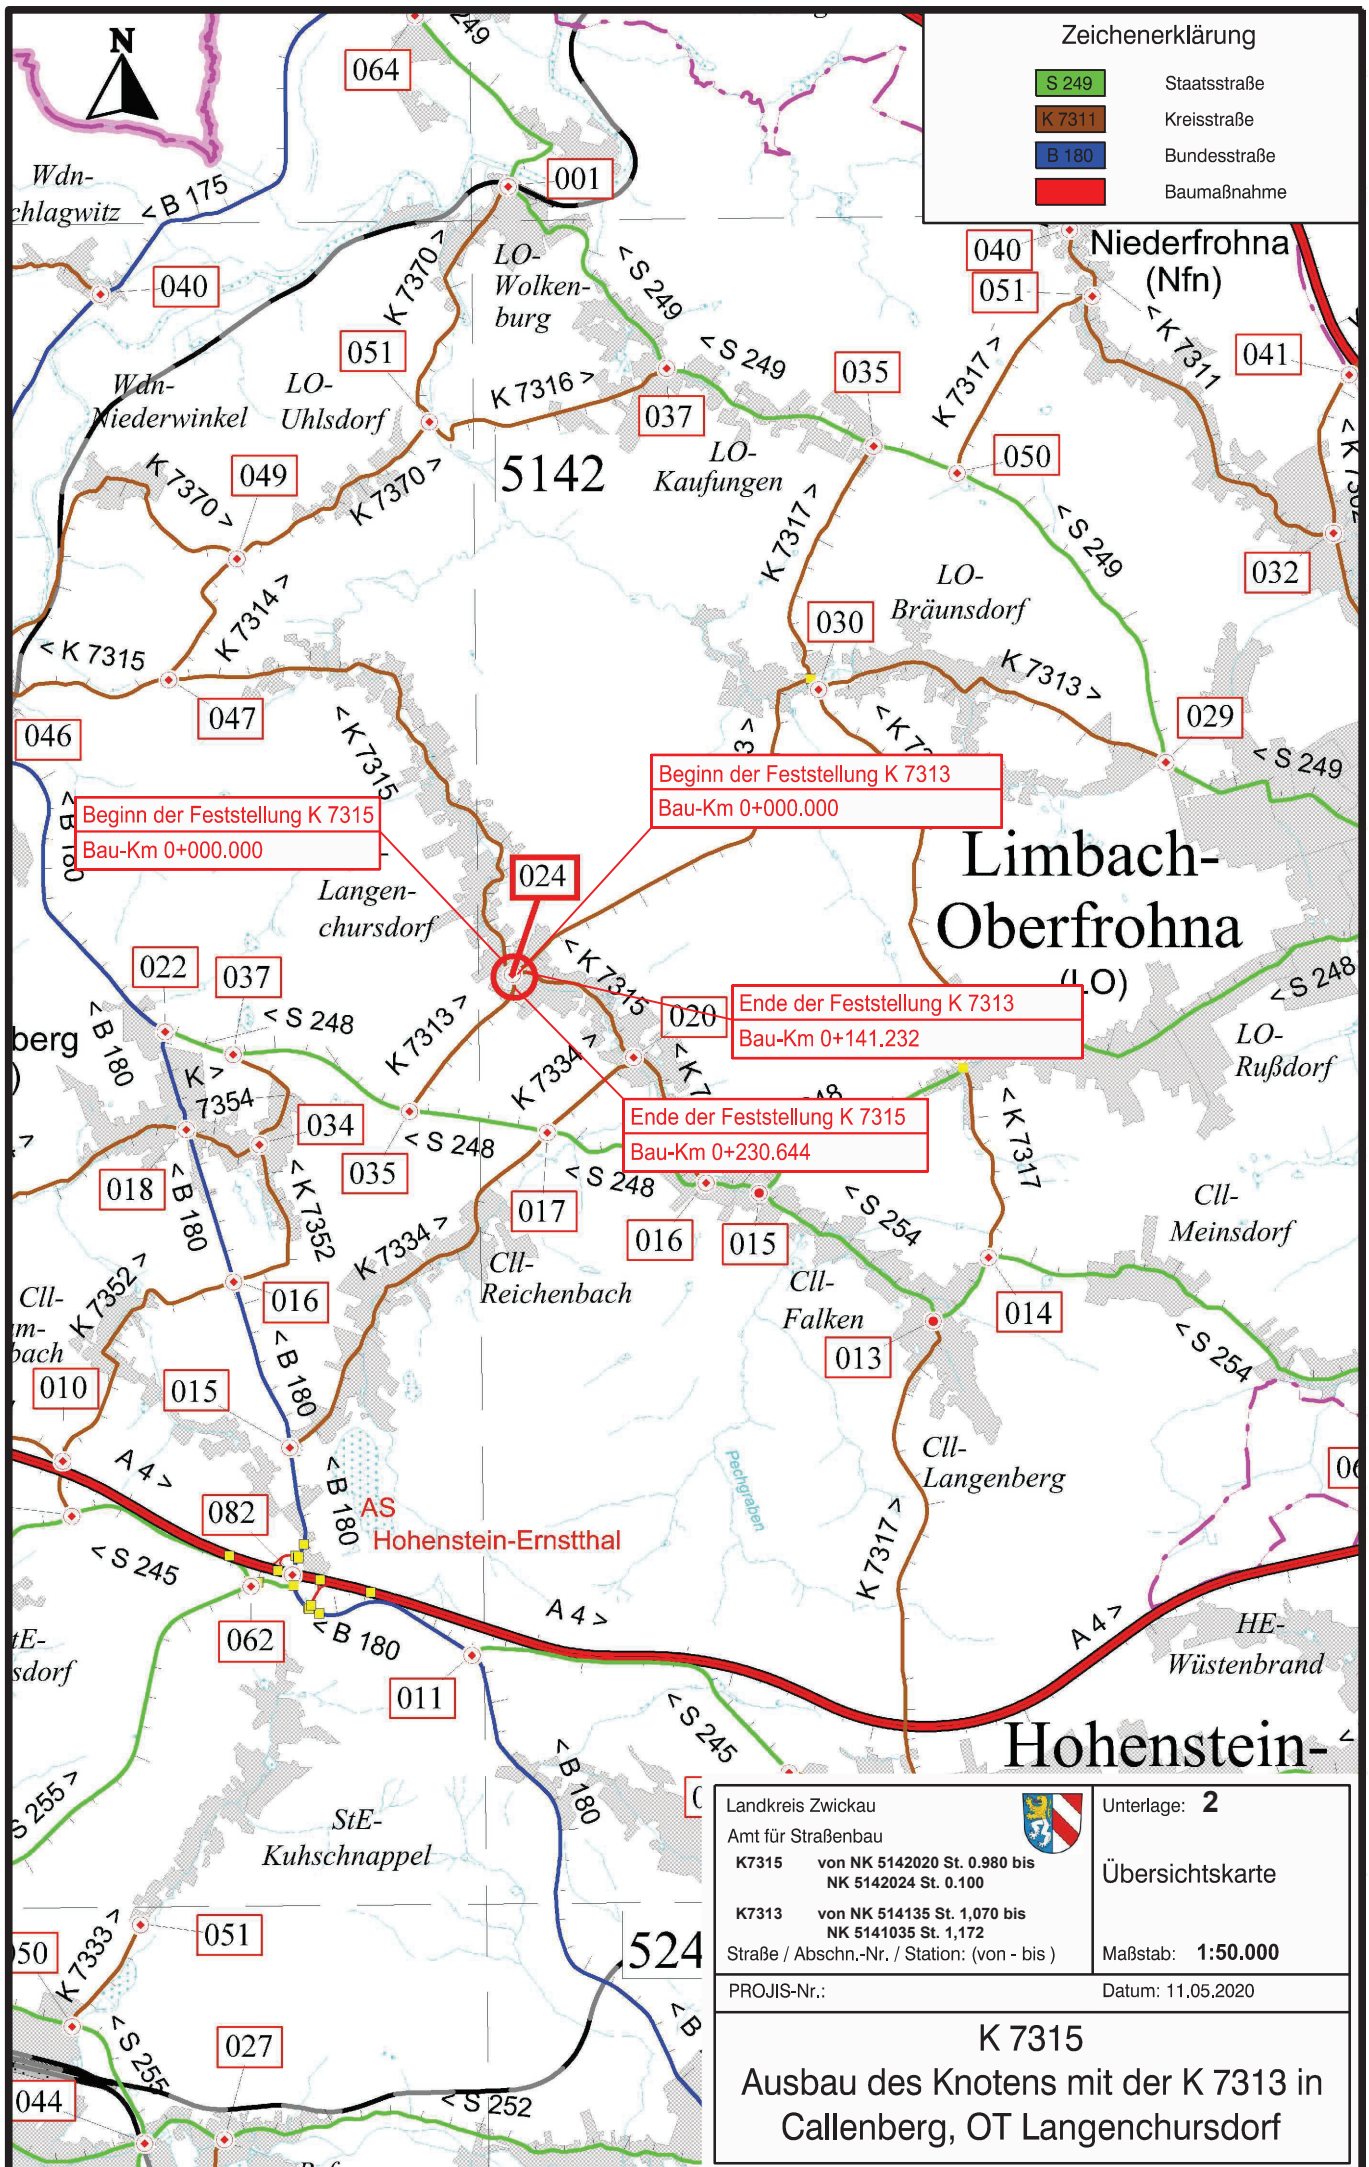 Zeichenerklärung
S 249 Staatsstraße
K 7311 Kreisstraße
B 180 Bundesstraße
Baumaßnahme
N
249
064
001
Wdn-
chlagwitz
< B 175
040
K 7370 >
LO-
Wolken-
burg
< S 249
040
Niederfrohna
(Nfn)
051
< K 7311
041
051
Wdn-
Niederwinkel
LO-
Uhlsdorf
K 7316 >
037
< S 249
035
K 7317 >
050
LO-
Kaufungen
5142
K 7370 >
049
K 7370 >
K 7317 >
< S 249
032
LO-
Bräunsdorf
030
K 7314 >
< K 7315
047
046
< K 7315
K 7313 >
029
< S 249
3 >
Beginn der Feststellung K 7313
Bau-Km 0+000.000
Beginn der Feststellung K 7315
Bau-Km 0+000.000
Limbach-
Oberfrohna
(LO)
024
Langen-
chursdorf
022
037
< K 7315
020
Ende der Feststellung K 7313
Bau-Km 0+141.232
< S 248
LO-
Rußdorf
berg
)
< B 180
< S 248
K 7313 >
K 7334 >
K >
7354
034
035
< S 248
018
< B 180
< K 7352
Ende der Feststellung K 7315
Bau-Km 0+230.644
< K 7317
017
< S 248
016
015
< S 254
Cll-
Meinsdorf
K 7334 >
Cll-
Reichenbach
Cll-
Falken
014
013
< S 254
K 7352 >
016
Cll-
m-
bach
010
015
< B 180
Cll-
Langenberg
Pechgraben
A 4 >
082
< B 180
AS
Hohenstein-Ernstthal
< S 245
K 7317 >
062
< B 180
A 4 >
A 4 >
HE-
Wüstenbrand
tE-
sdorf
011
< S 245
Hohenstein-
S 255 >
< B 180
StE-
Kuhschnappel
051
050
K 7333 >
524
< S 255
027
044
< S 252
< B
Landkreis Zwickau
Amt für Straßenbau
K7315 von NK 5142020 St. 0.980 bis
NK 5142024 St. 0.100
K7313 von NK 514135 St. 1,070 bis
NK 5141035 St. 1,172
Straße / Abschn.-Nr. / Station: (von - bis )
Unterlage: 2
Übersichtskarte
Maßstab: 1:50.000
PROJIS-Nr.:
Datum: 11.05.2020
K 7315
Ausbau des Knotens mit der K 7313 in
Callenberg, OT Langenchursdorf